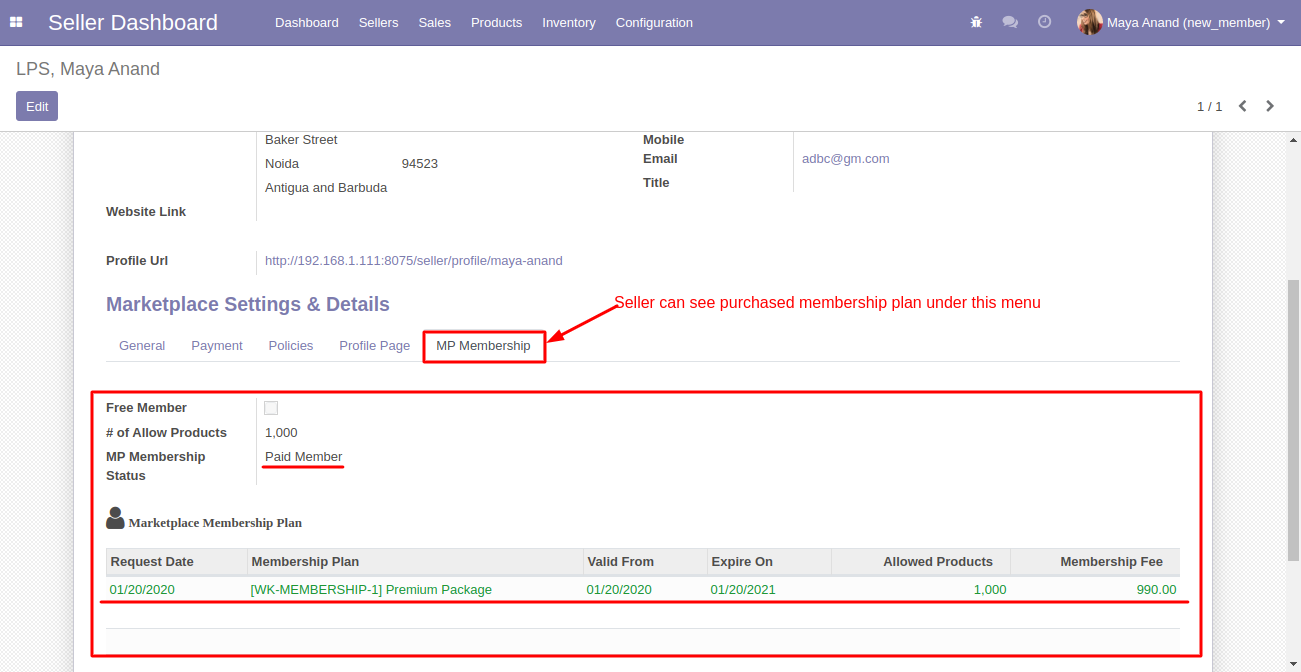 Seller Dashboard Dashboard Sellers Sales Products Inventory Configuration Maya Anand (new_member)
LPS, Maya Anand
Edit 1 / 1
Baker Street Mobile
Noida 94523 Email adbc@gm.com
Antigua and Barbuda Title
Website Link
Profile Url http://192.168.1.111:8075/seller/profile/maya-anand
Marketplace Settings & Details Seller can see purchased membership plan under this menu
General Payment Policies Profile Page MP Membership
Free Member
# of Allow Products 1,000
MP Membership Paid Member
Status
Marketplace Membership Plan
Request Date Membership Plan Valid From Expire On Allowed Products Membership Fee
01/20/2020 [WK-MEMBERSHIP-1] Premium Package 01/20/2020 01/20/2021 1,000 990.00